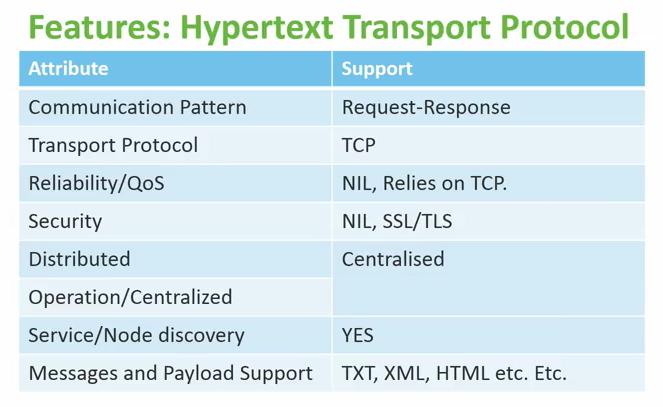 Features: Hypertext Transport Protocol
Attribute Support
Communication Pattern Request-Response
Transport Protocol TCP
Reliability/QoS NIL, Relies on TCP.
Security NIL, SSL/TLS
Distributed Centralised
Operation/Centralized
Service/Node discovery YES
Messages and Payload Support TXT, XML, HTML etc. Etc.